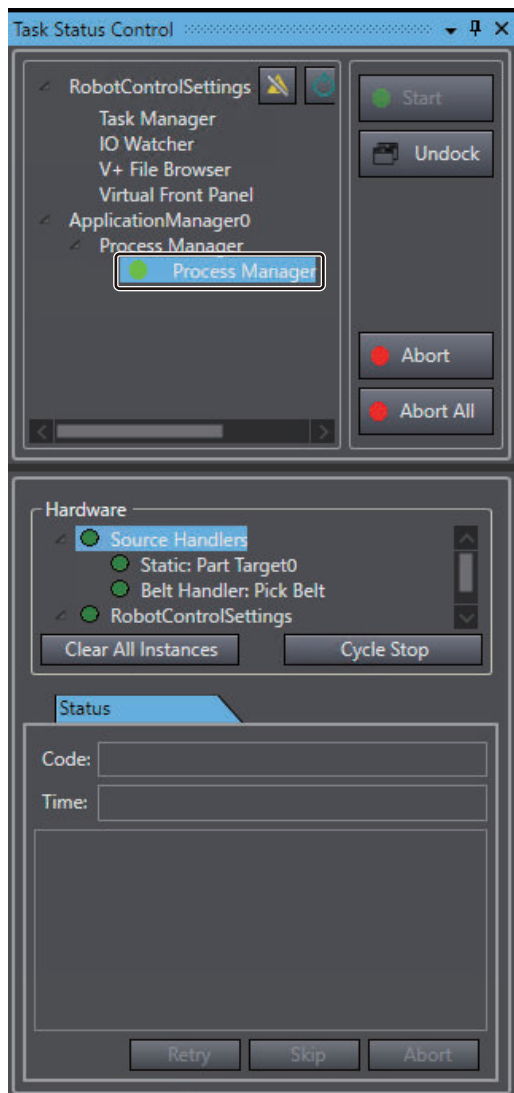 Task Status Control
RobotControlSettings
Task Manager
IO Watcher
V+ File Browser
Virtual Front Panel
ApplicationManager0
Process Manager
Process Manager
Start
Undock
Abort
Abort All
Hardware
Source Handlers
Static: Part Target0
Belt Handler: Pick Belt
RobotControlSettings
Clear All Instances
Cycle Stop
Status
Code:
Time:
Retry
Skip
Abort